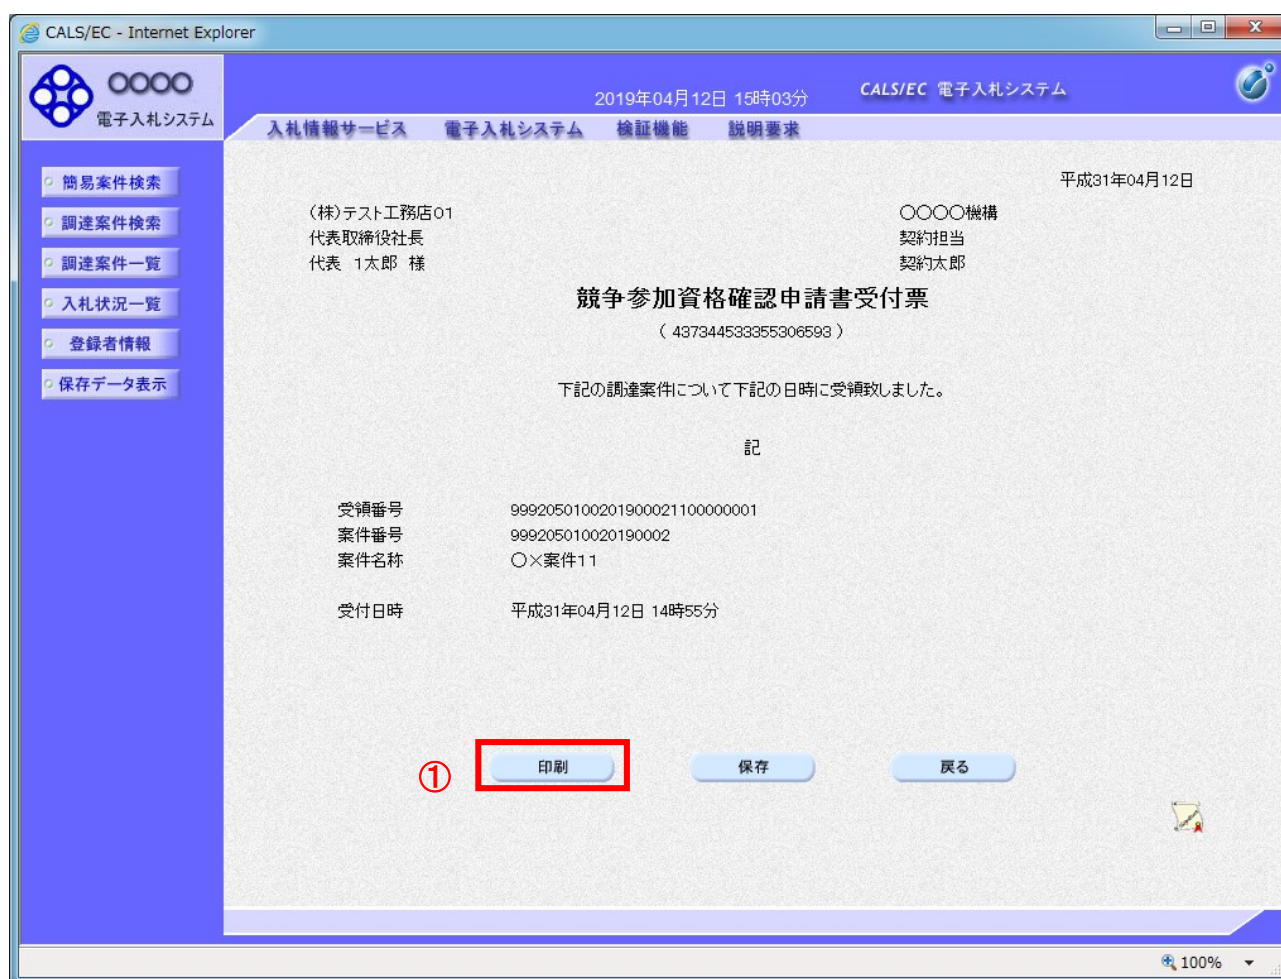 CALS/EC - Internet Explorer
〇〇〇〇
電子入札システム
2019年04月12日 15時03分
CALS/EC 電子入札システム
入札情報サービス 電子入札システム 検証機能 説明要求
簡易案件検索
調達案件検索
調達案件一覧
入札状況一覧
登録者情報
保存データ表示
平成31年04月12日
(株)テスト工務店01
代表取締役社長
代表 1太郎 様
〇〇〇〇機構
契約担当
契約太郎
競争参加資格確認申請書受付票
( 437344533355306593 )
下記の調達案件について下記の日時に受領致しました。
記
受領番号 9992050100201900021100000001
案件番号 999205010020190002
案件名称 〇×案件11
受付日時 平成31年04月12日 14時55分
①
印刷 保存 戻る
100%